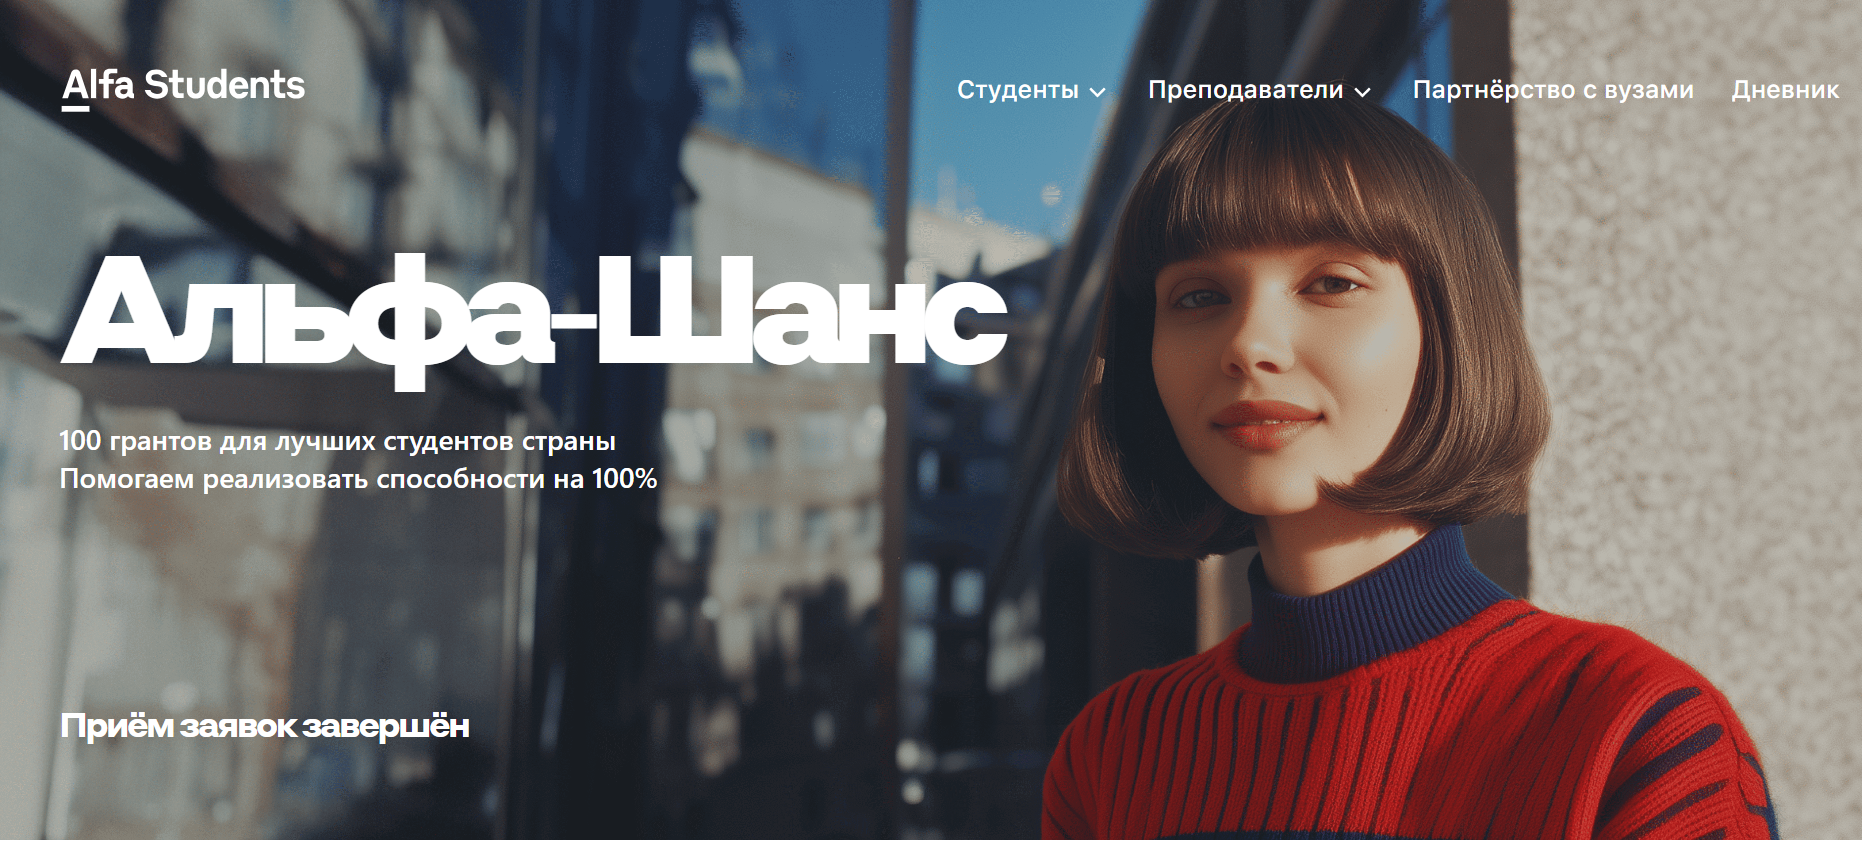 Alfa Students
Студенты
Преподаватели
Партнёрство с вузами
Дневник
Альфа-Шанс
100 грантов для лучших студентов страны
Помогаем реализовать способности на 100%
Приём заявок завершён